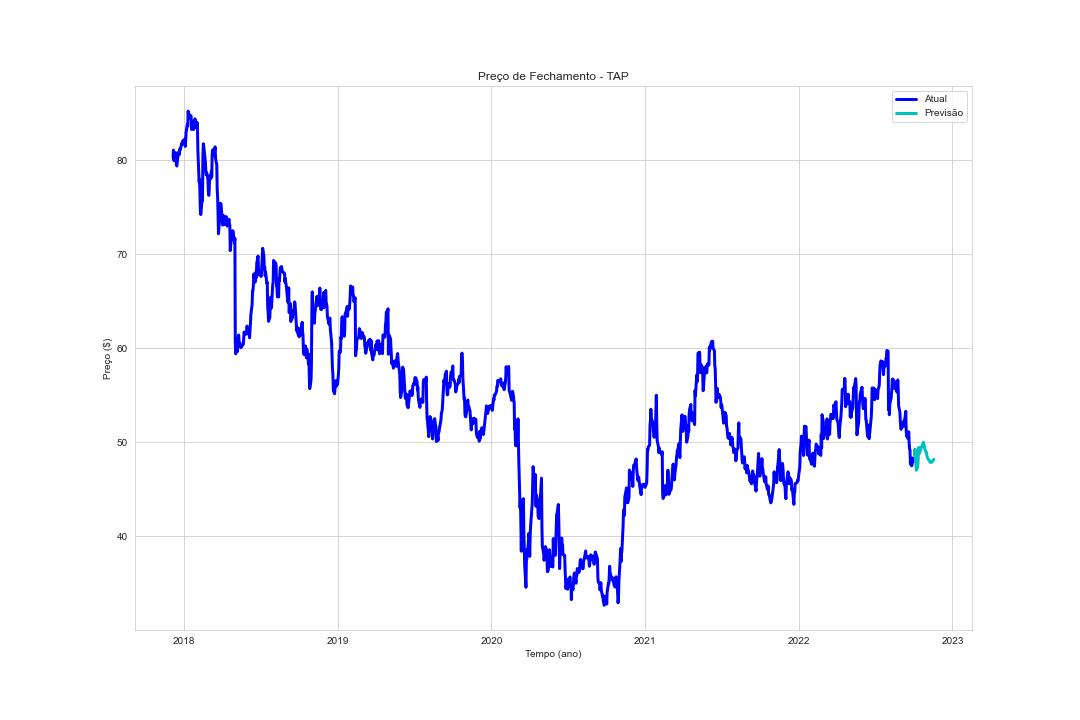 Preço de Fechamento - TAP
Atual
Previsão
Preço ($)
80
70
60
50
40
2018
2019
2020
2021
2022
2023
Tempo (ano)